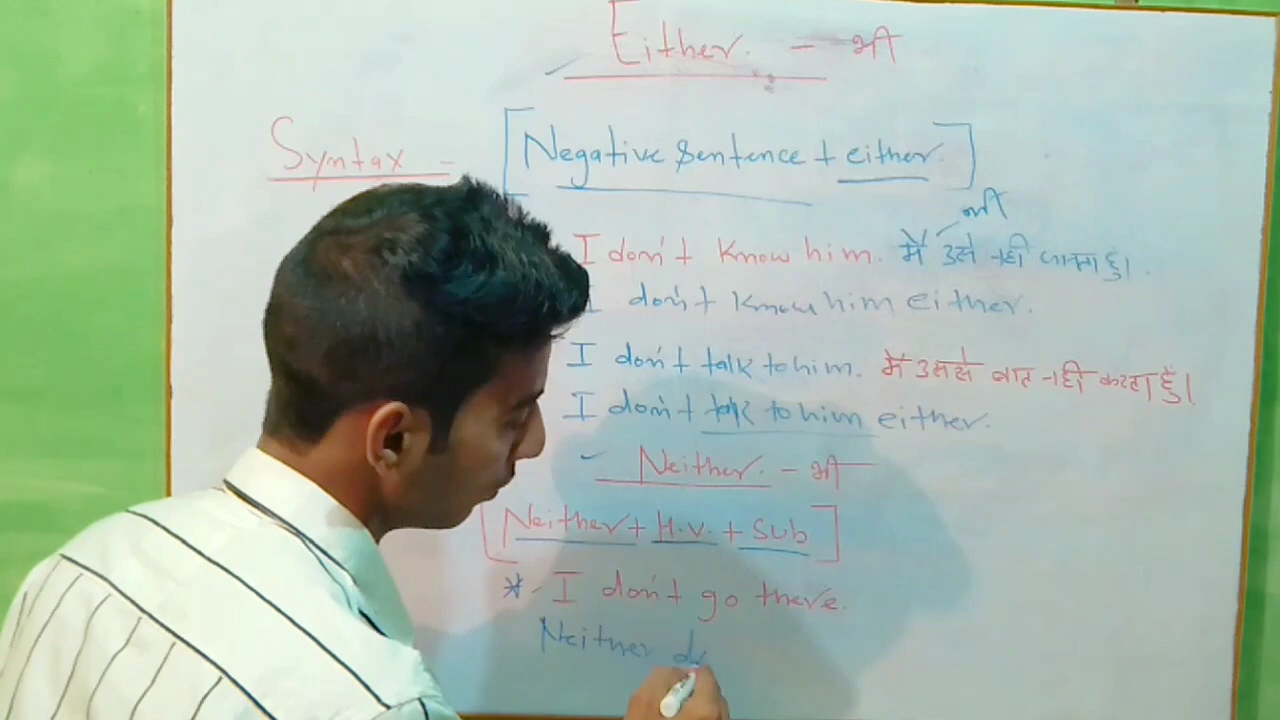 Either. - भी
Syntax - [Negative Sentence + either.]
भी
I don't know him. मैं उसे नहीं जानता हूँ।
I don't know him either.
I don't talk to him. मैं उससे बात नहीं करता हूँ।
I don't talk to him either.
Neither. - भी
[Neither + H.V. + Sub]
* - I don't go there.
Neither do